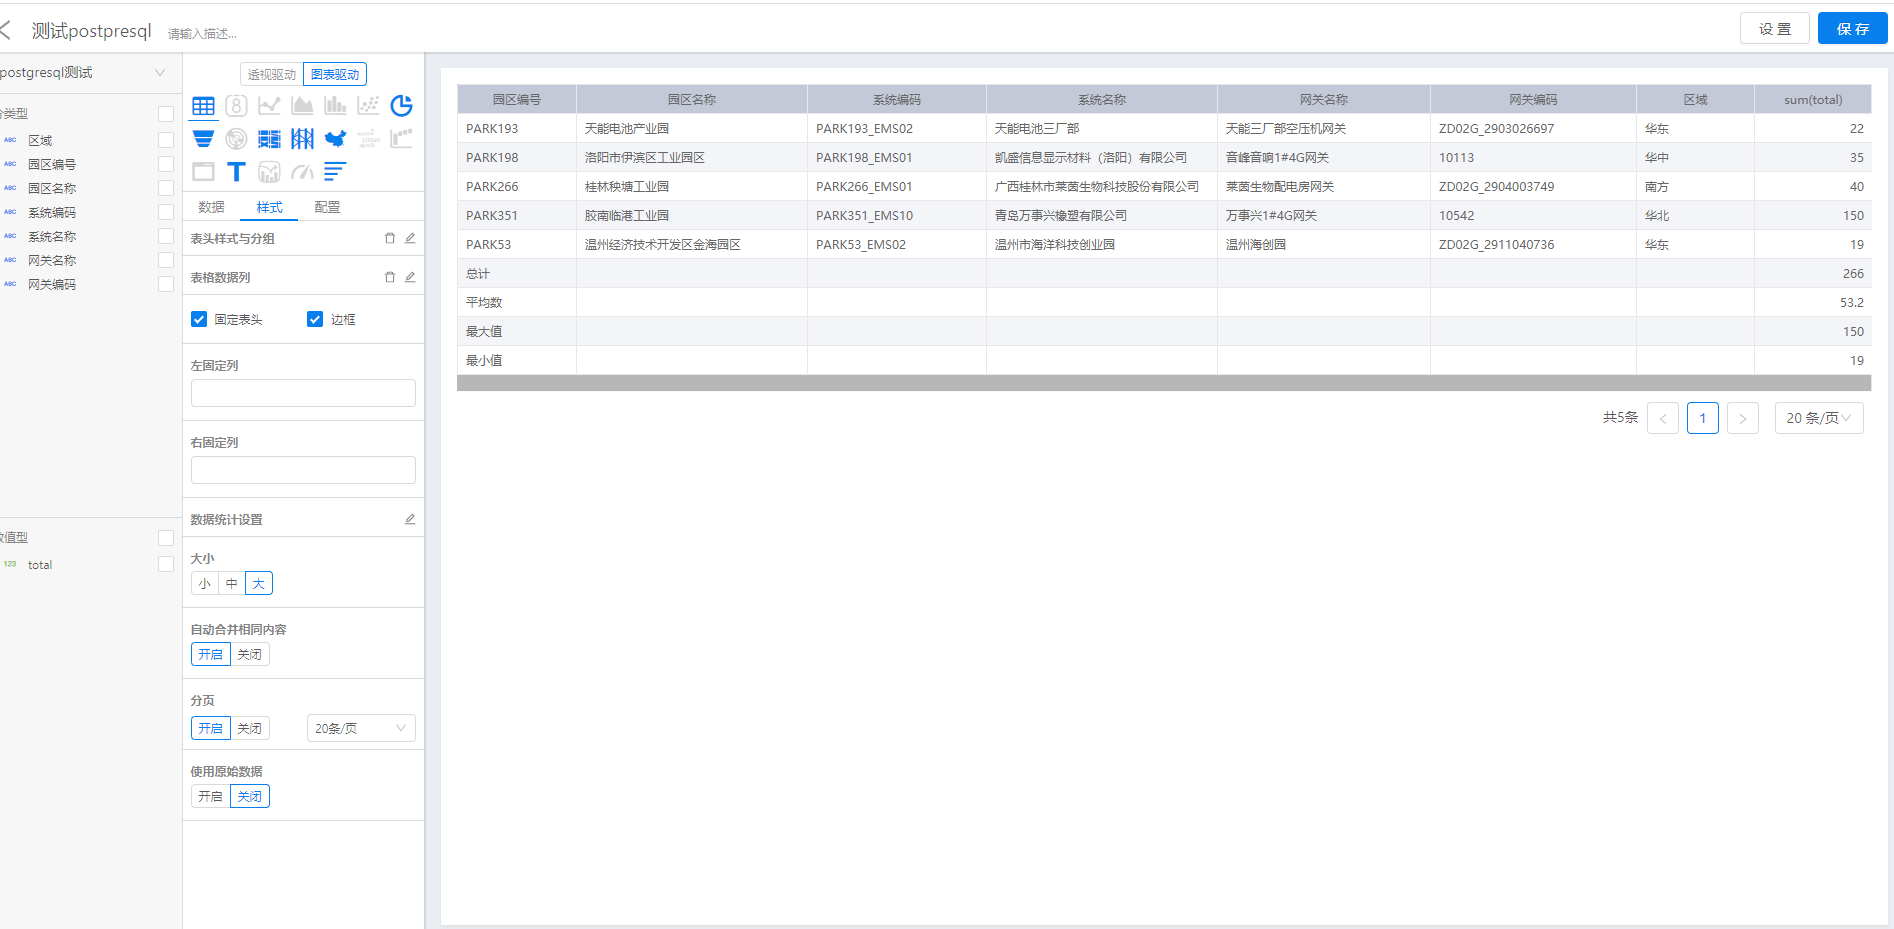 测试postpresql 请输入描述...
设 置 保 存
postgresql测试
类型
ABC 区域
ABC 园区编号
ABC 园区名称
ABC 系统编码
ABC 系统名称
ABC 网关名称
ABC 网关编码
值型
123 total
透视驱动 图表驱动
数据 样式 配置
表头样式与分组
表格数据列
固定表头 边框
左固定列
右固定列
数据统计设置
大小
小 中 大
自动合并相同内容
开启 关闭
分页
开启 关闭 20条/页
使用原始数据
开启 关闭
园区编号 园区名称 系统编码 系统名称 网关名称 网关编码 区域 sum(total)
PARK193 天能电池产业园 PARK193_EMS02 天能电池三厂部 天能三厂部空压机网关 ZD02G_2903026697 华东 22
PARK198 洛阳市伊滨区工业园区 PARK198_EMS01 凯盛信息显示材料（洛阳）有限公司 音峰音响1#4G网关 10113 华中 35
PARK266 桂林秧塘工业园 PARK266_EMS01 广西桂林市莱茵生物科技股份有限公司 莱茵生物配电房网关 ZD02G_2904003749 南方 40
PARK351 胶南临港工业园 PARK351_EMS10 青岛万事兴橡塑有限公司 万事兴1#4G网关 10542 华北 150
PARK53 温州经济技术开发区金海园区 PARK53_EMS02 温州市海洋科技创业园 温州海创园 ZD02G_2911040736 华东 19
总计 266
平均数 53.2
最大值 150
最小值 19
共5条 < 1 > 20 条/页